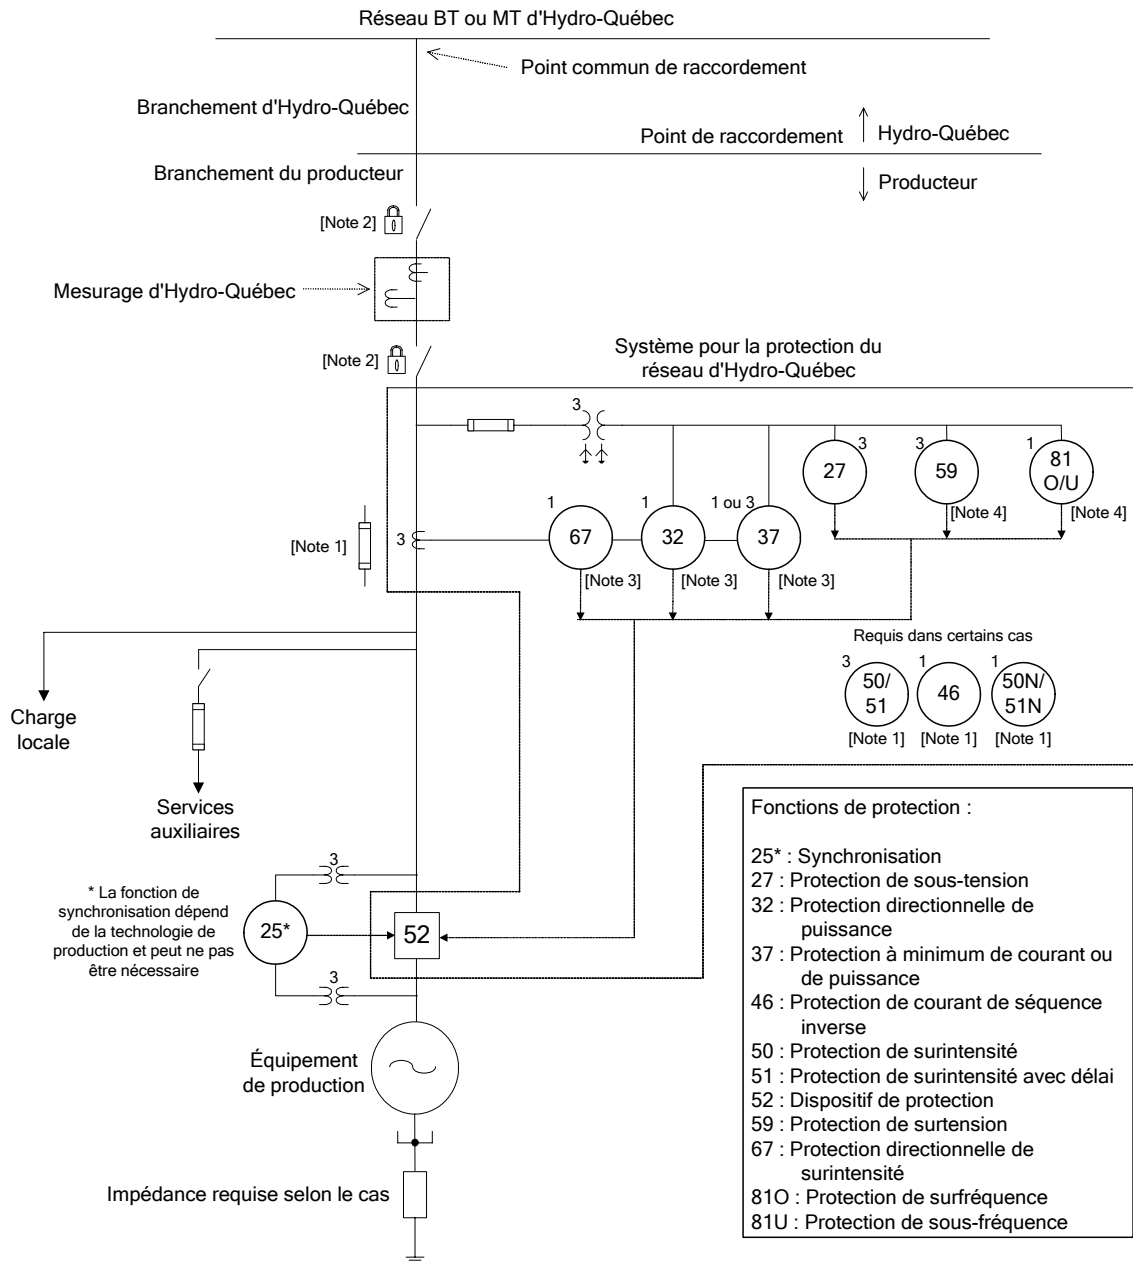 Réseau BT ou MT d'Hydro-Québec
Point commun de raccordement
Branchement d'Hydro-Québec
Point de raccordement
Hydro-Québec
Branchement du producteur
Producteur
[Note 2]
Mesurage d'Hydro-Québec
[Note 2]
Système pour la protection du
réseau d'Hydro-Québec
3
3
27
3
59
[Note 4]
1
81
O/U
[Note 4]
[Note 1]
3
1
67
[Note 3]
1
32
[Note 3]
1 ou 3
37
[Note 3]
Requis dans certains cas
3
50/
51
[Note 1]
1
46
[Note 1]
1
50N/
51N
[Note 1]
Charge
locale
Services
auxiliaires
* La fonction de
synchronisation dépend
de la technologie de
production et peut ne pas
être nécessaire
3
25*
52
3
Équipement
de production
Impédance requise selon le cas
Fonctions de protection :
25* : Synchronisation
27 : Protection de sous-tension
32 : Protection directionnelle de
puissance
37 : Protection à minimum de courant ou
de puissance
46 : Protection de courant de séquence
inverse
50 : Protection de surintensité
51 : Protection de surintensité avec délai
52 : Dispositif de protection
59 : Protection de surtension
67 : Protection directionnelle de
surintensité
81O : Protection de surfréquence
81U : Protection de sous-fréquence